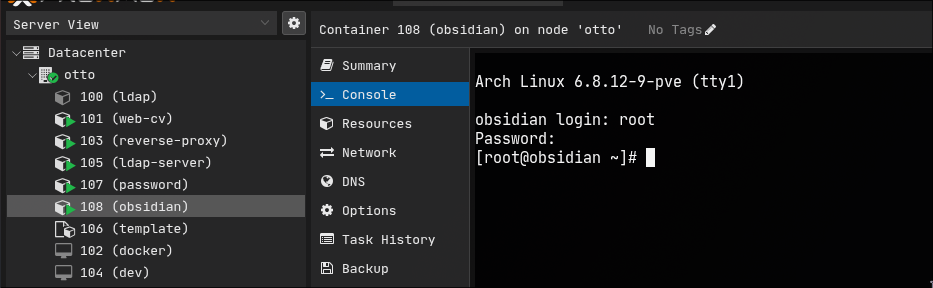 Server View
Datacenter
otto
100 (ldap)
101 (web-cv)
103 (reverse-proxy)
105 (ldap-server)
107 (password)
108 (obsidian)
106 (template)
102 (docker)
104 (dev)
Container 108 (obsidian) on node 'otto' No Tags
Summary
Console
Resources
Network
DNS
Options
Task History
Backup
Arch Linux 6.8.12-9-pve (tty1)
obsidian login: root
Password:
[root@obsidian ~]#